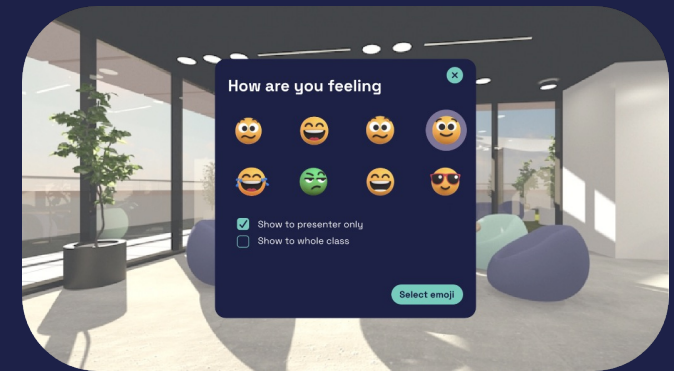 How are you feeling
Show to presenter only
Show to whole class
Select emoji